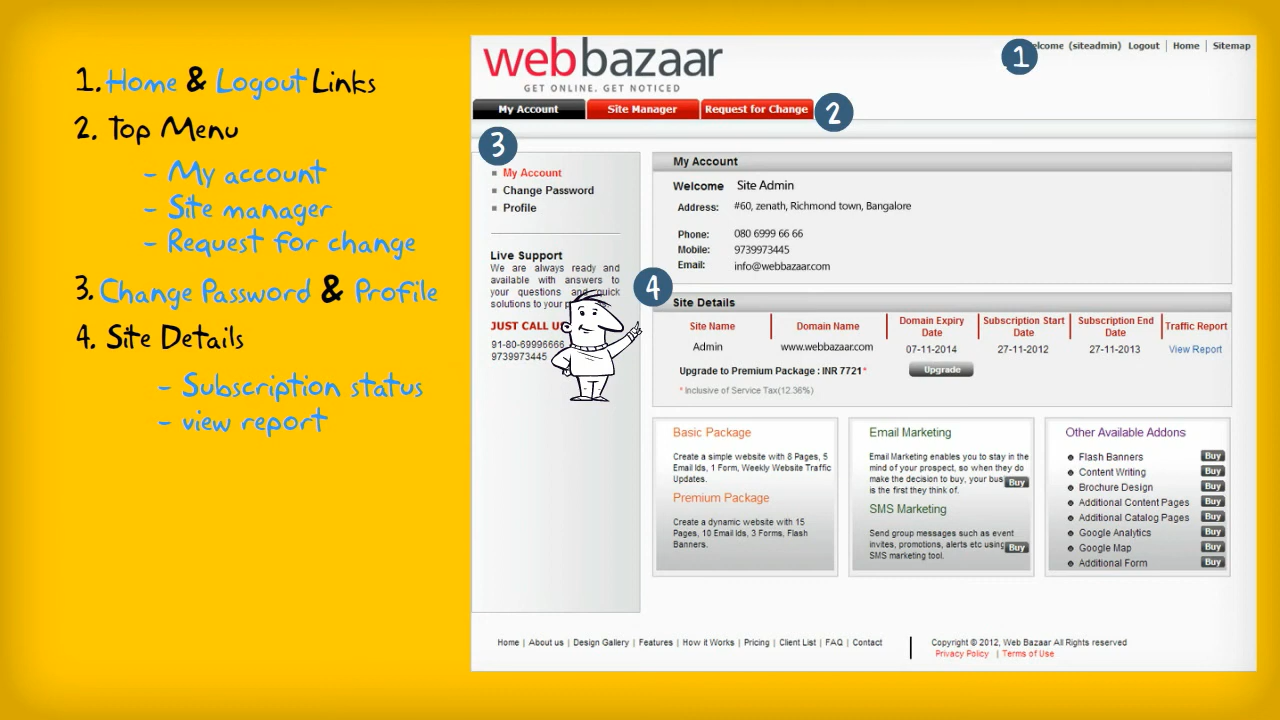 1. Home & Logout Links
2. Top Menu
- My account
- Site manager
- Request for change
3. Change Password & Profile
4. Site Details
- Subscription status
- view report
webbazaar
GET ONLINE. GET NOTICED
1
(siteadmin) Logout | Home | Sitemap
My Account
Site Manager
Request for Change
2
3
My Account
Change Password
Profile
Live Support
We are always ready and
available with answers to
your questions and quick
solutions to your
JUST CALL
91-80-69996666
9739973445
My Account
Welcome Site Admin
Address: #60, zenath, Richmond town, Bangalore
Phone: 080 6999 66 66
Mobile: 9739973445
Email: info@webbazaar.com
4
Site Details
Site Name
Domain Name
Domain Expiry Date
Subscription Start Date
Subscription End Date
Traffic Report
Admin www.webbazaar.com 07-11-2014 27-11-2012 27-11-2013 View Report
Upgrade to Premium Package : INR 7721* Upgrade
* Inclusive of Service Tax(12.36%)
Basic Package
Create a simple website with 8 Pages, 5
Email Ids, 1 Form, Weekly Website Traffic
Updates.
Premium Package
Create a dynamic website with 15
Pages, 10 Email Ids, 3 Forms, Flash
Banners.
Email Marketing
Email Marketing enables you to stay in the
mind of your prospect, so when they do
make the decision to buy, your Buy
is the first they think of.
SMS Marketing
Send group messages such as event
invites, promotions, alerts etc using Buy
SMS marketing tool.
Other Available Addons
Flash Banners Buy
Content Writing Buy
Brochure Design Buy
Additional Content Pages Buy
Additional Catalog Pages Buy
Google Analytics Buy
Google Map Buy
Additional Form Buy
Home | About us | Design Gallery | Features | How it Works | Pricing | Client List | FAQ | Contact
Copyright © 2012, Web Bazaar All Rights reserved
Privacy Policy | Terms of Use